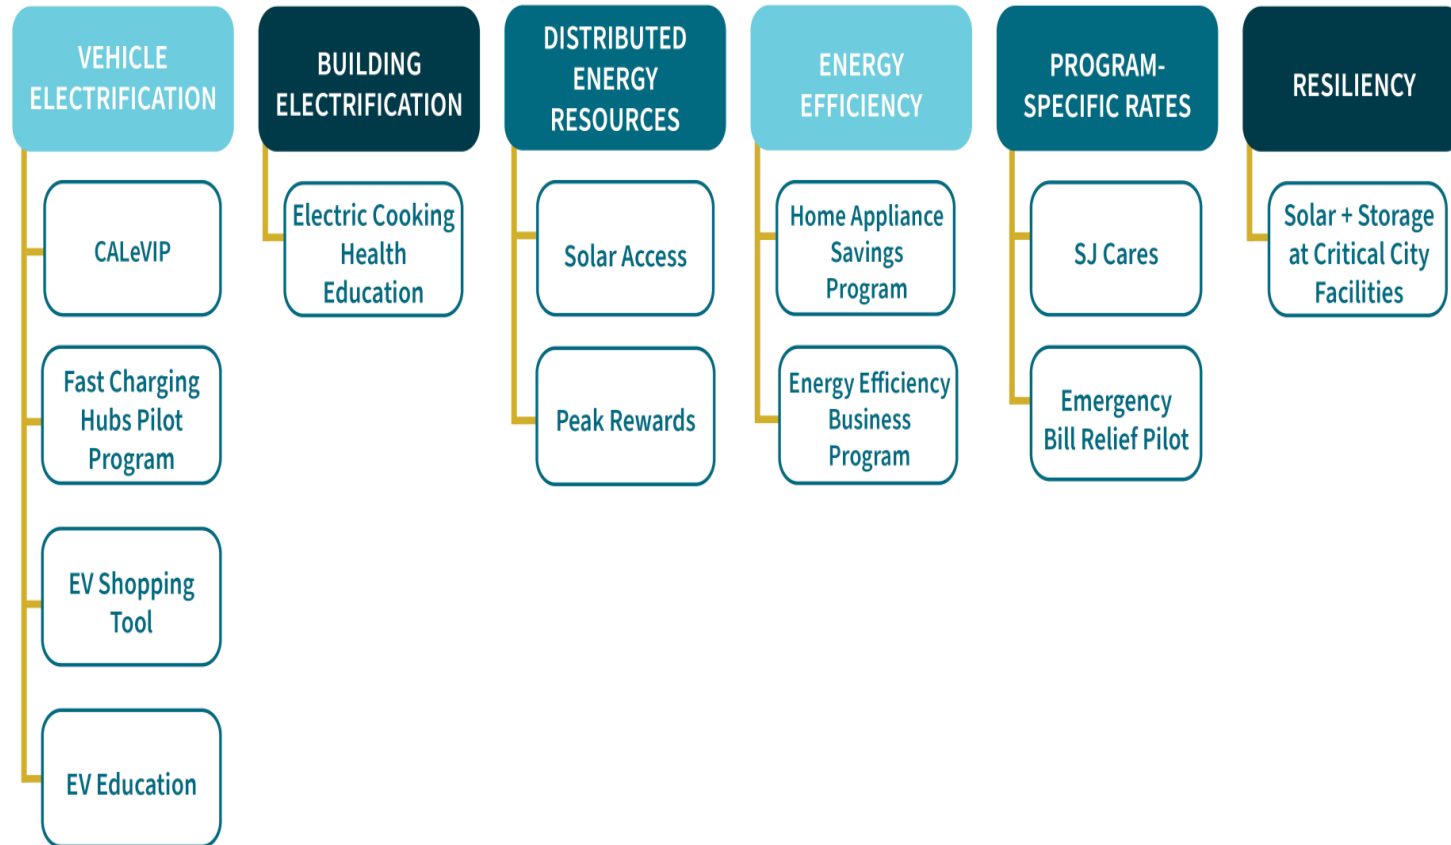 VEHICLE
ELECTRIFICATION
CALeVIP
Fast Charging
Hubs Pilot
Program
EV Shopping
Tool
EV Education
BUILDING
ELECTRIFICATION
Electric Cooking
Health
Education
DISTRIBUTED
ENERGY
RESOURCES
Solar Access
Peak Rewards
ENERGY
EFFICIENCY
Home Appliance
Savings
Program
Energy Efficiency
Business
Program
PROGRAM-
SPECIFIC RATES
SJ Cares
Emergency
Bill Relief Pilot
RESILIENCY
Solar + Storage
at Critical City
Facilities